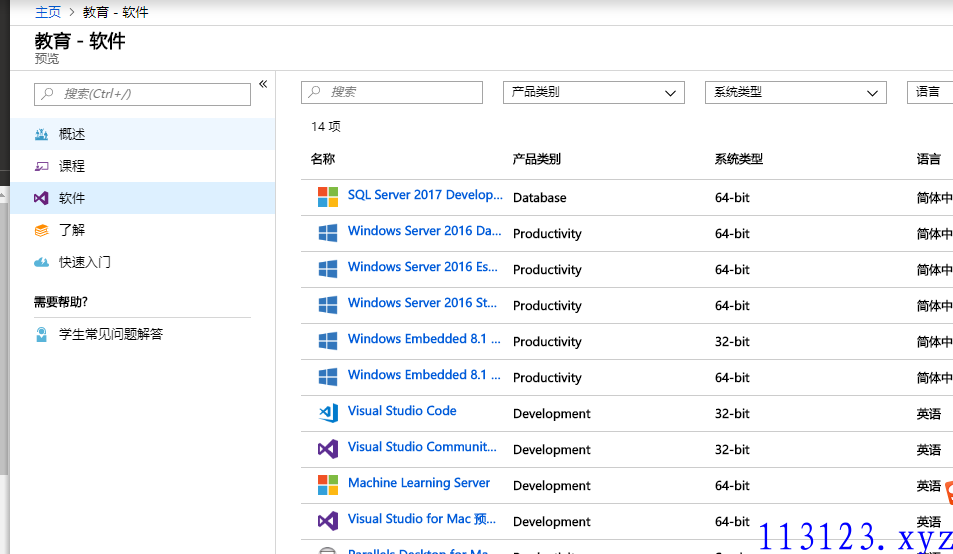 主页 > 教育 - 软件
教育 - 软件
预览
搜索(Ctrl+/)
«
概述
课程
软件
了解
快速入门
需要帮助?
学生常见问题解答
搜索 产品类别 系统类型 语言
14 项
名称 产品类别 系统类型 语言
SQL Server 2017 Develop... Database 64-bit 简体中
Windows Server 2016 Da... Productivity 64-bit 简体中
Windows Server 2016 Es... Productivity 64-bit 简体中
Windows Server 2016 St... Productivity 64-bit 简体中
Windows Embedded 8.1 ... Productivity 32-bit 简体中
Windows Embedded 8.1 ... Productivity 64-bit 简体中
Visual Studio Code Development 32-bit 英语
Visual Studio Communit... Development 32-bit 英语
Machine Learning Server Development 64-bit 英语
Visual Studio for Mac 预... Development 64-bit 英语
Parallels Desktop for Ma...
113123.xyz